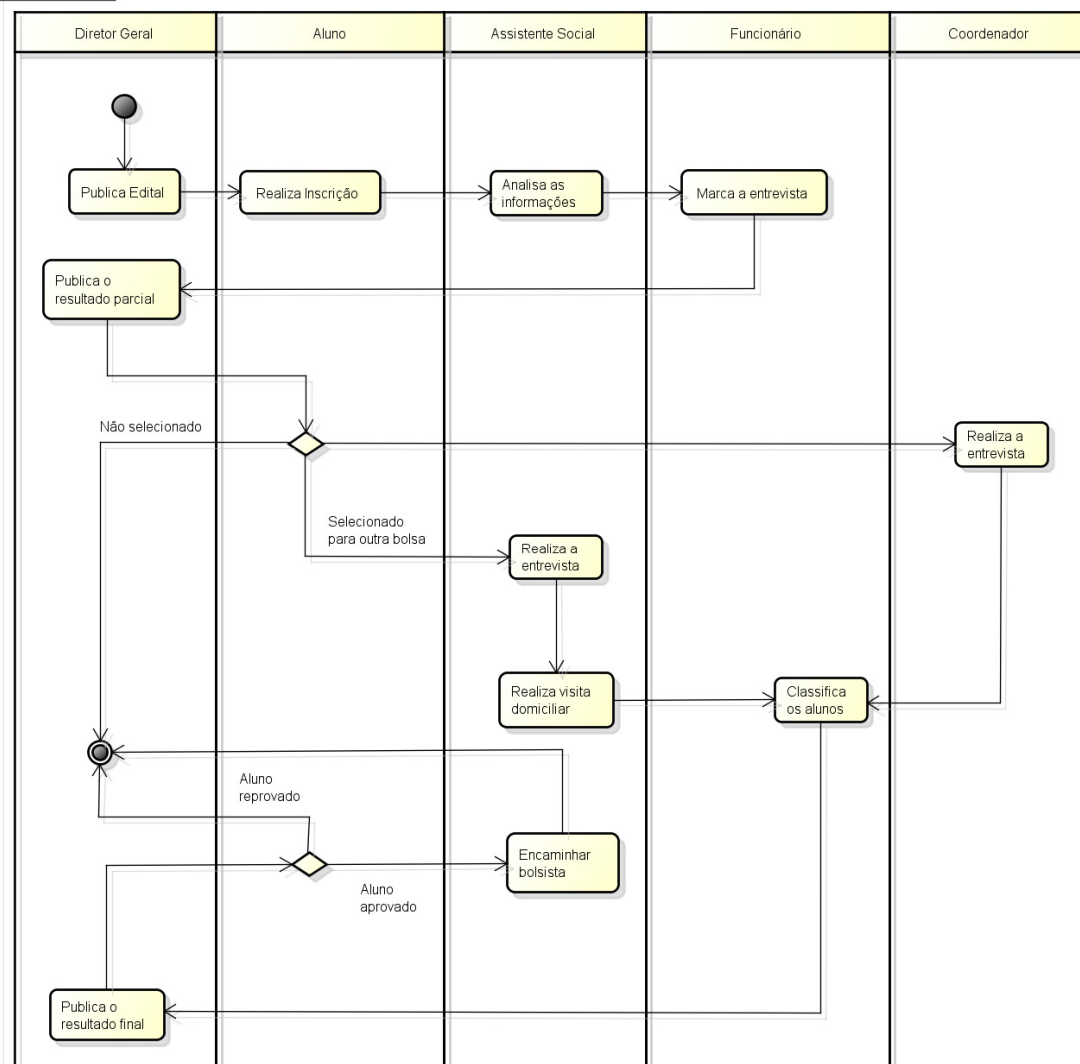 Diretor Geral
Aluno
Assistente Social
Funcionário
Coordenador
Publica Edital
Realiza Inscrição
Analisa as
informações
Marca a entrevista
Publica o
resultado parcial
Não selecionado
Realiza a
entrevista
Selecionado
para outra bolsa
Realiza a
entrevista
Realiza visita
domiciliar
Classifica
os alunos
Aluno
reprovado
Encaminhar
bolsista
Aluno
aprovado
Publica o
resultado final